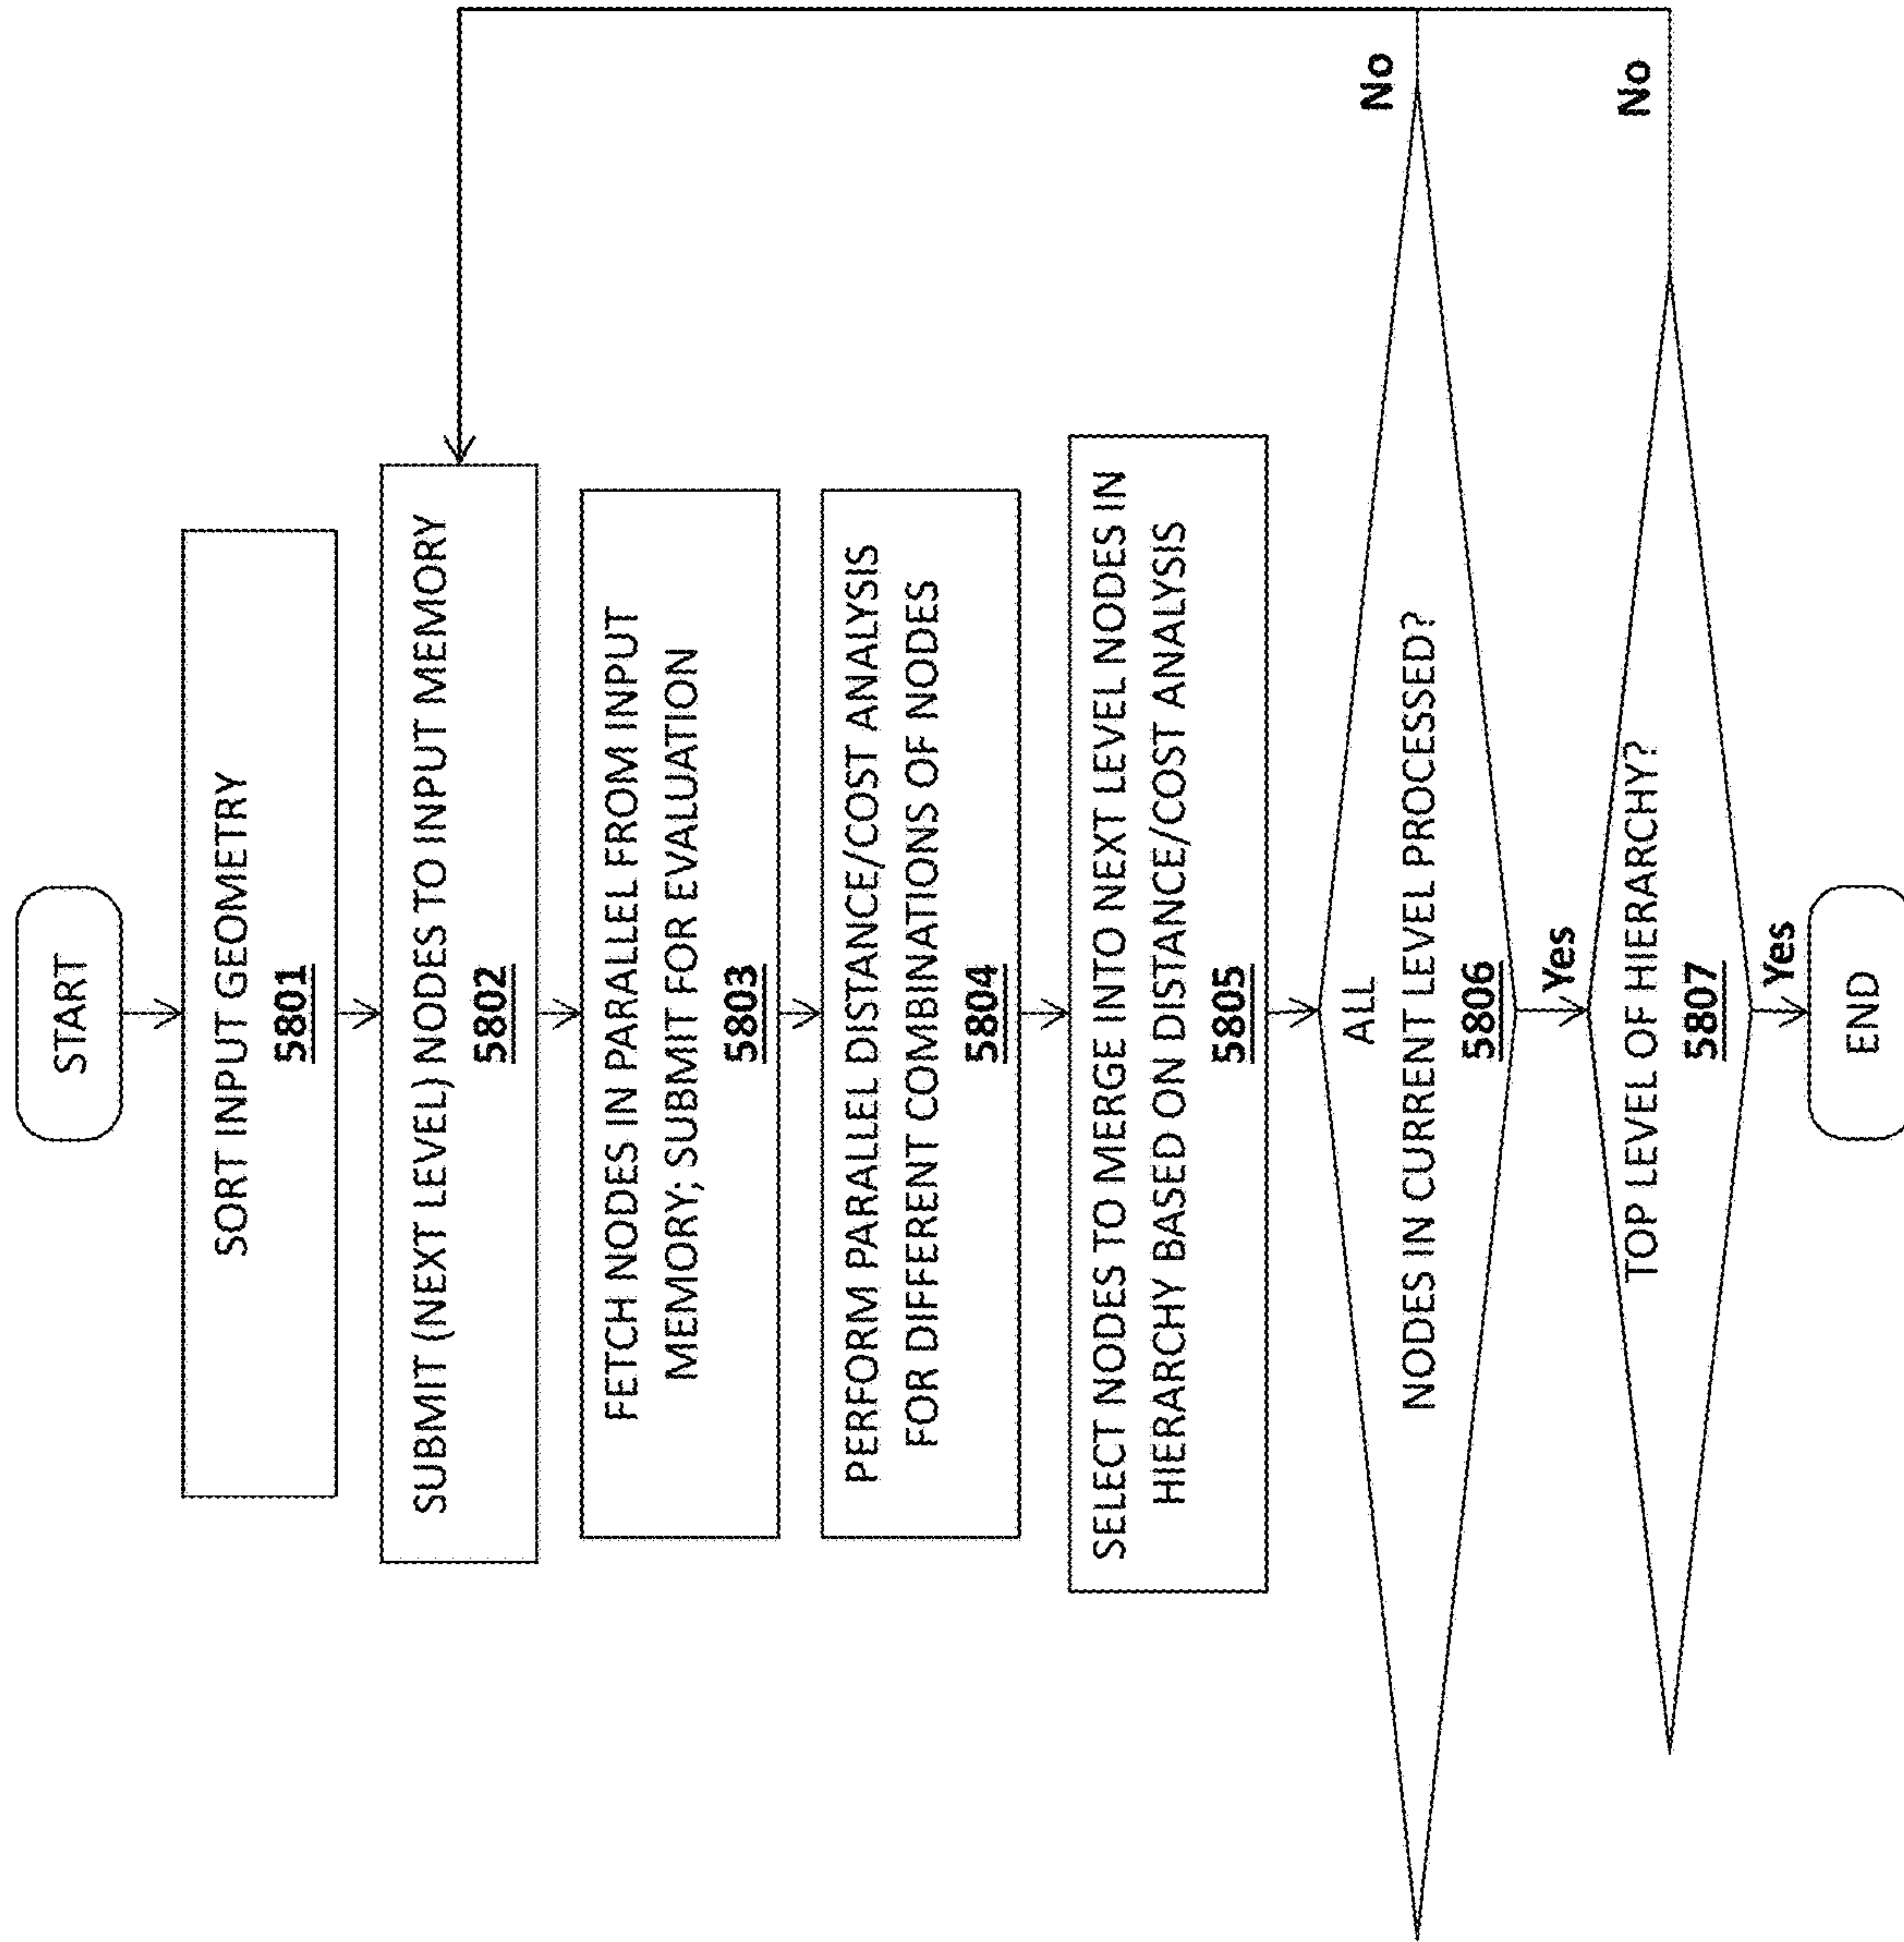 START
SORT INPUT GEOMETRY
5801
SUBMIT (NEXT LEVEL) NODES TO INPUT MEMORY
5802
FETCH NODES IN PARALLEL FROM INPUT
MEMORY; SUBMIT FOR EVALUATION
5803
PERFORM PARALLEL DISTANCE/COST ANALYSIS
FOR DIFFERENT COMBINATIONS OF NODES
5804
SELECT NODES TO MERGE INTO NEXT LEVEL NODES IN
HIERARCHY BASED ON DISTANCE/COST ANALYSIS
5805
ALL
NODES IN CURRENT LEVEL PROCESSED?
5806
No
Yes
TOP LEVEL OF HIERARCHY?
5807
No
Yes
END